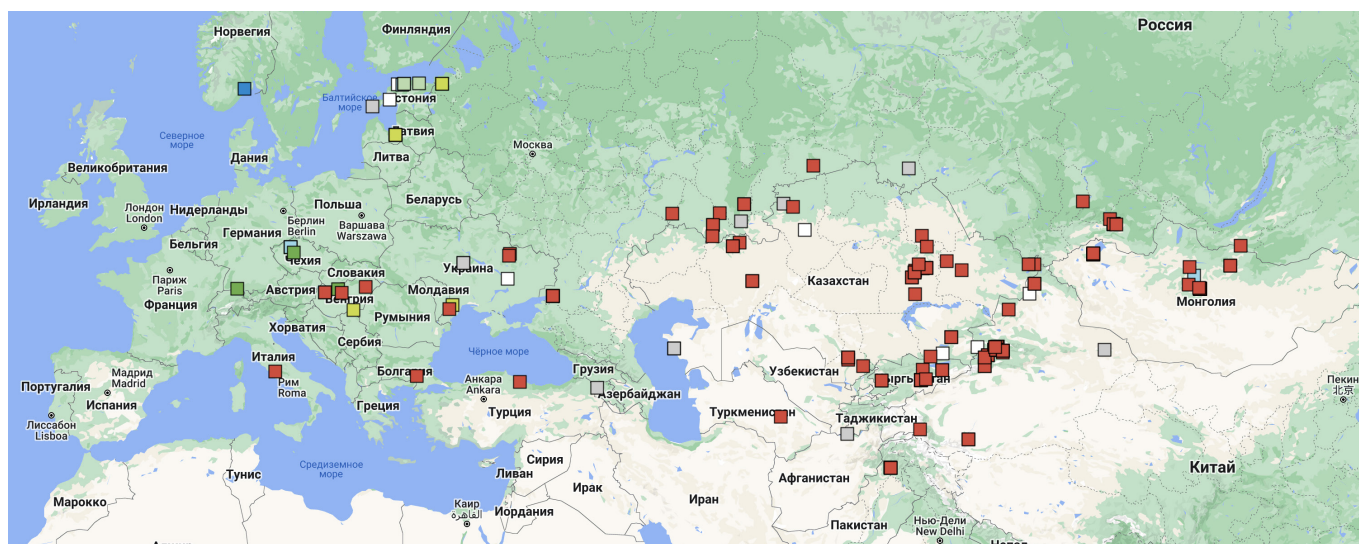 Россия
Норвегия
Финляндия
Балтийское
море
стония
Северное
море
атвия
Литва
Москва
Дания
Великобритания
Ирландия
Лондон
London
Нидерланды
Польша
Беларусь
Берлин
Berlin
Варшава
Warszawa
Германия
Бельгия
Чехия
Париж
Paris
Словакия
Украина
Казахстан
Австрия
Молдавия
Франция
Венгрия
Монголия
Румыния
Хорватия
Сербия
Италия
Чёрное море
Грузия
Узбекистан
Мадрид
Madrid
Рим
Roma
Болгария
Анкара
Ankara
Азербайджан
Португалия
Испания
Греция
Турция
Туркменистан
Таджикистан
Пекин
北京
Лиссабон
Lisboa
Сирия
Средиземное
море
Тунис
Ливан
Ирак
Иран
Афганистан
Китай
Марокко
Каир
القاهرة
Иордания
Пакистан
Нью-Дели
New Delhi